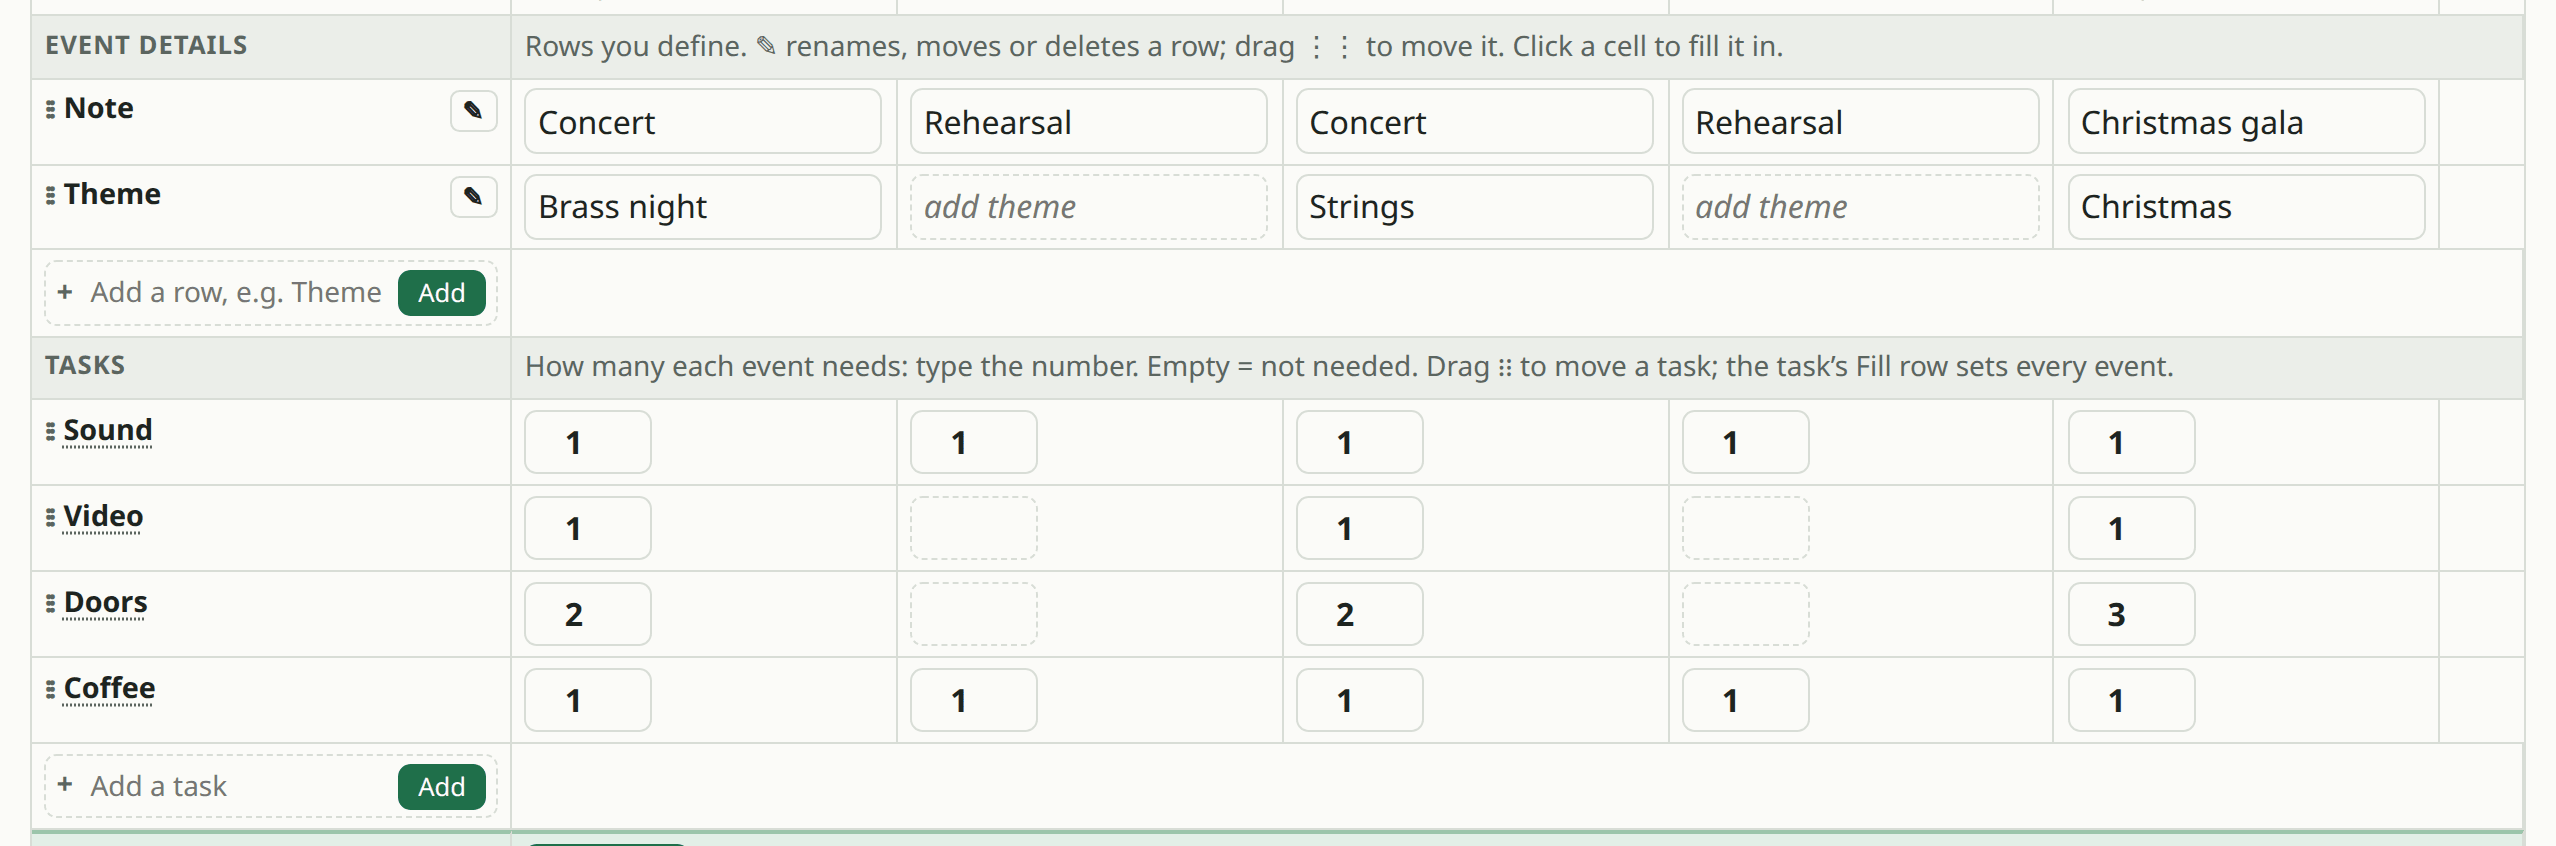 EVENT DETAILS Rows you define. ✎ renames, moves or deletes a row; drag ⋮⋮ to move it. Click a cell to fill it in.
Note ✎ Concert Rehearsal Concert Rehearsal Christmas gala
Theme ✎ Brass night add theme Strings add theme Christmas
+ Add a row, e.g. Theme Add
TASKS How many each event needs: type the number. Empty = not needed. Drag ⠿ to move a task; the task’s Fill row sets every event.
Sound 1 1 1 1 1
Video 1 1 1
Doors 2 2 3
Coffee 1 1 1 1 1
+ Add a task Add